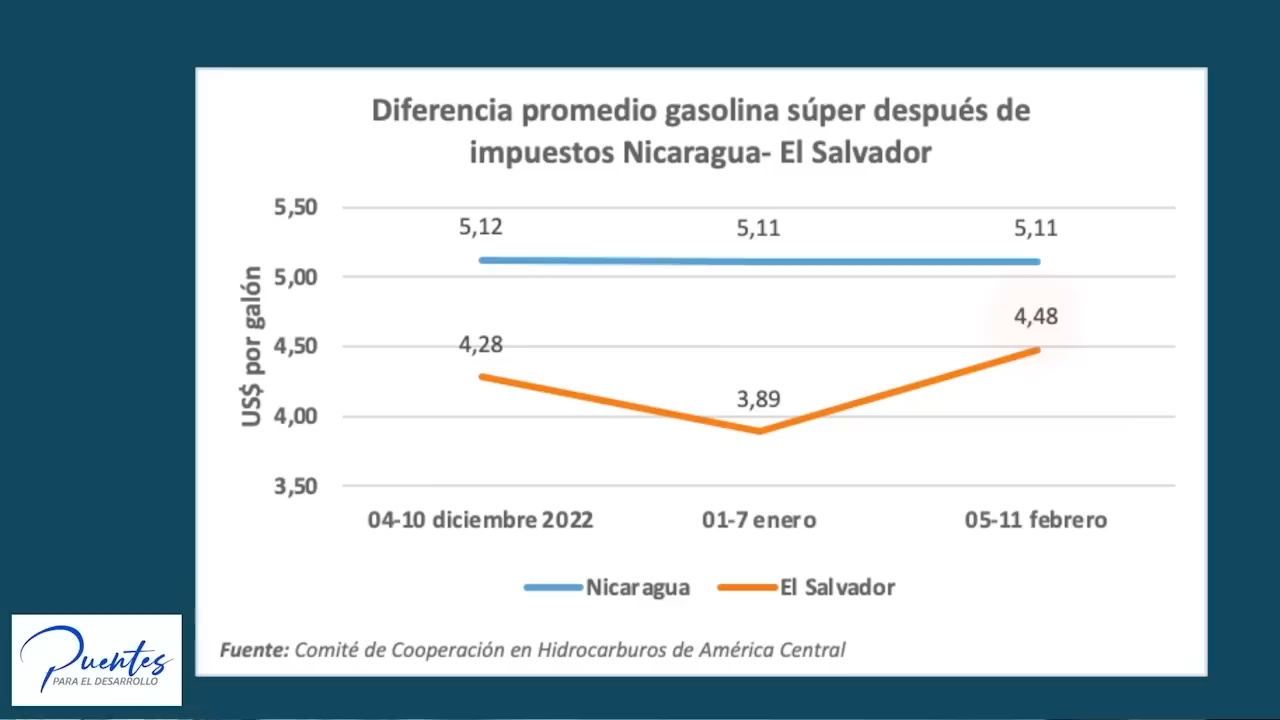 Diferencia promedio gasolina súper después de
impuestos Nicaragua- El Salvador
US$ por galón
5,50
5,00
4,50
4,00
3,50
5,12
5,11
5,11
4,28
3,89
4,48
04-10 diciembre 2022
01-7 enero
05-11 febrero
Nicaragua
El Salvador
Fuente: Comité de Cooperación en Hidrocarburos de América Central
Puentes
PARA EL DESARROLLO